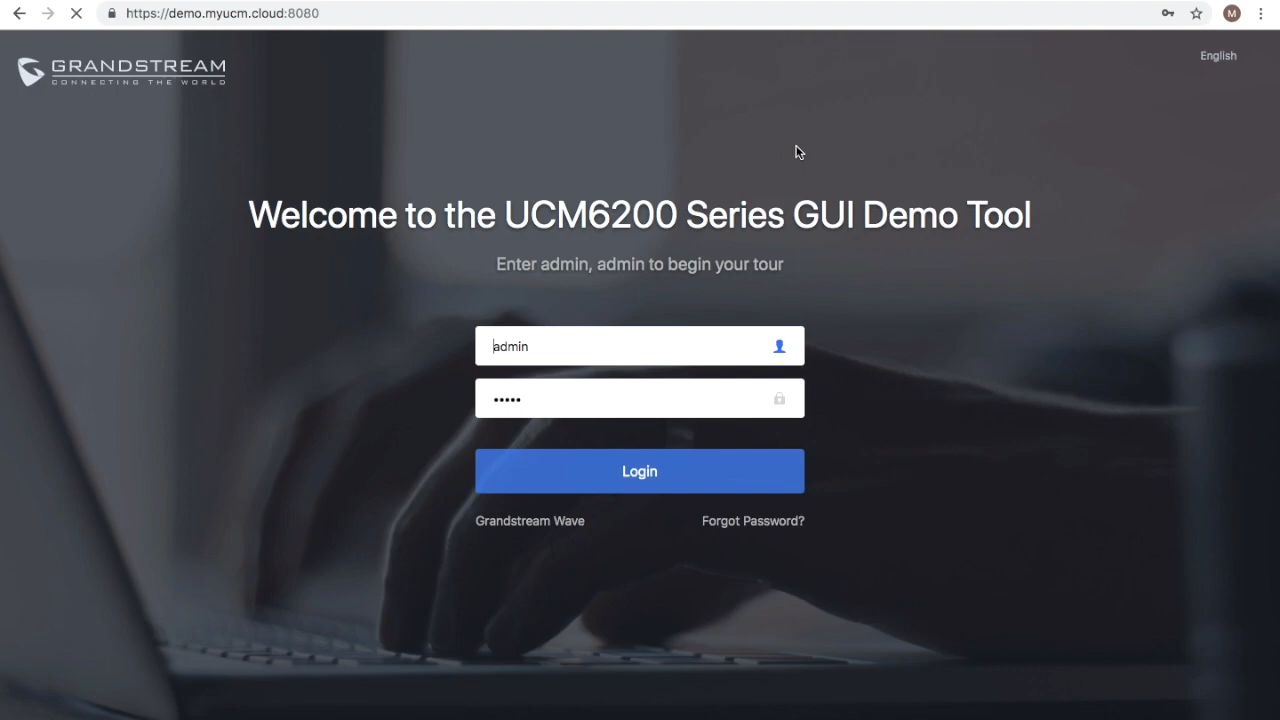 https://demo.myucm.cloud:8080
M
GRANDSTREAM
CONNECTING THE WORLD
English
Welcome to the UCM6200 Series GUI Demo Tool
Enter admin, admin to begin your tour
admin
•••••
Login
Grandstream Wave
Forgot Password?